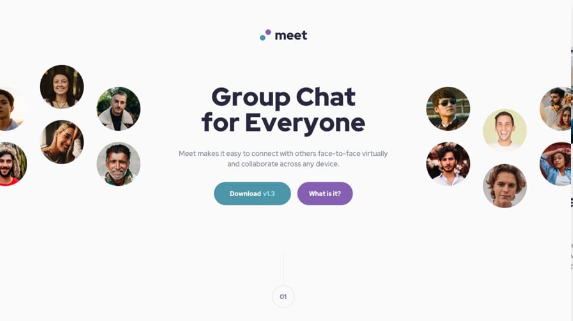 meet
Group Chat
for Everyone
Meet makes it easy to connect with others face-to-face virtually
and collaborate across any device.
Download v1.3
What is it?
01